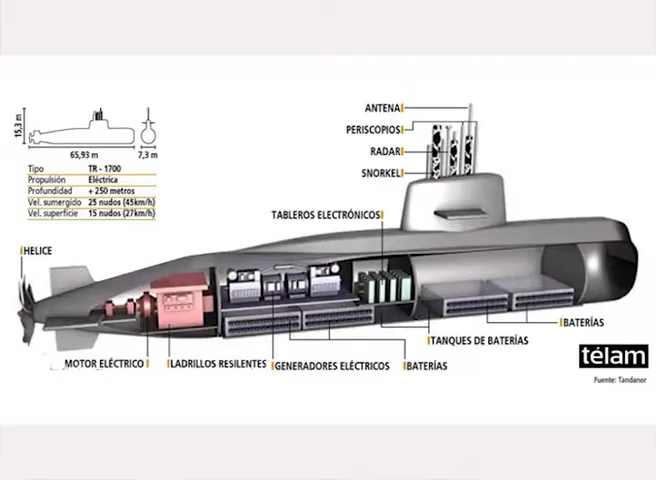 15,3 m
65,93 m
7,3 m
Tipo TR - 1700
Propulsión Eléctrica
Profundidad + 250 metros
Vel. sumergido 25 nudos (45km/h)
Vel. superficie 15 nudos (27km/h)
ANTENA
PERISCOPIOS
RADAR
SNORKEL
TABLEROS ELECTRÓNICOS
HELICE
BATERÍAS
TANQUES DE BATERÍAS
MOTOR ELÉCTRICO
LADRILLOS RESILENTES
GENERADORES ELÉCTRICOS
BATERÍAS
télam
Fuente: Tandanor